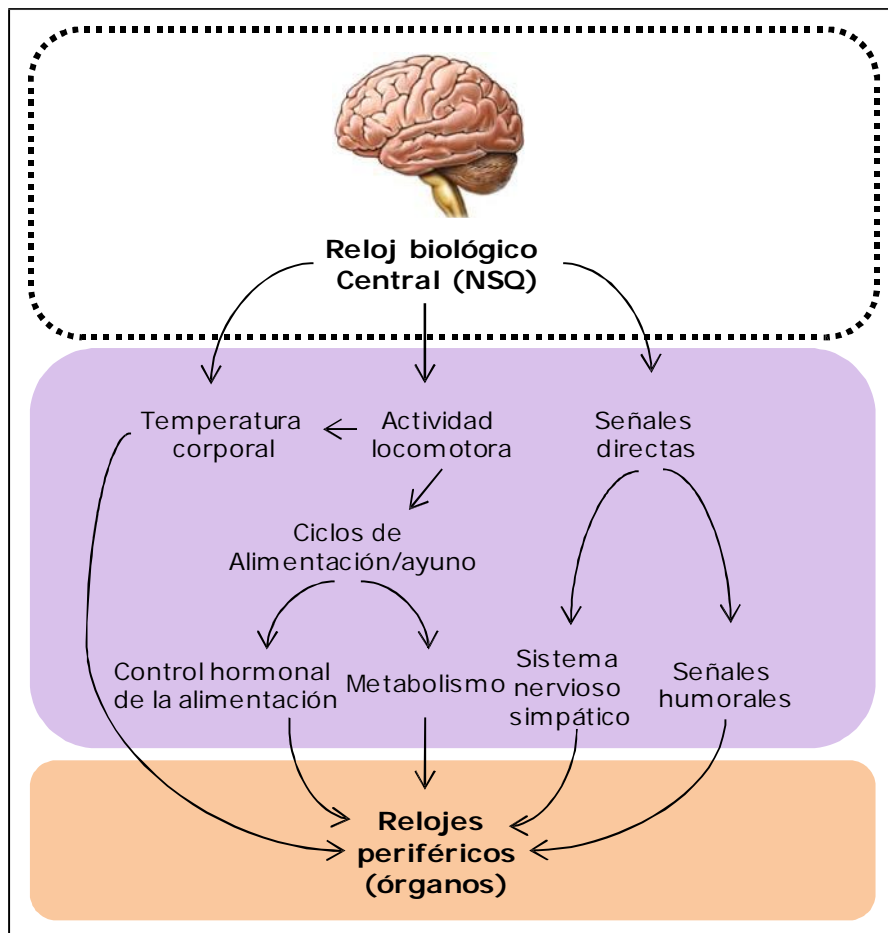 Reloj biológico
Central (NSQ)
Temperatura
corporal
Actividad
locomotora
Señales
directas
Ciclos de
Alimentación/ayuno
Control hormonal
de la alimentación
Metabolismo
Sistema
nervioso
simpático
Señales
humorales
Relojes
periféricos
(órganos)